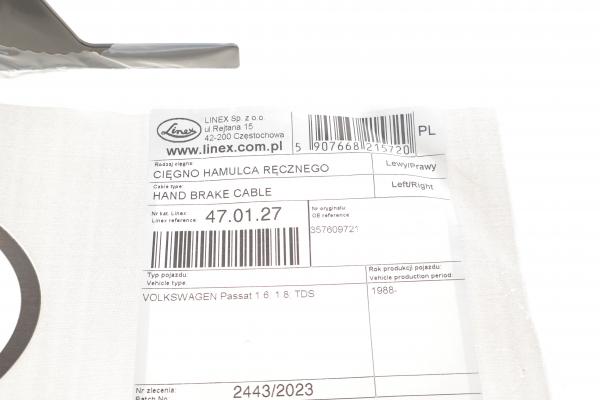 Linex
LINEX Sp. z o.o.
ul.Rejtana 15
42-200 Częstochowa
www.linex.com.pl
5 907668 215720
PL
Rodzaj cięgna:
CIĘGNO HAMULCA RĘCZNEGO
Lewy/Prawy
Cable type:
HAND BRAKE CABLE
Left/Right
Nr kat. Linex
Linex reference
47.01.27
Nr oryginału:
OE reference
357609721
Typ pojazdu:
Vehicle type:
Rok produkcji pojazdu:
Vehicle production period:
VOLKSWAGEN Passat 1.6; 1.8; TDS
1988-
Nr zlecenia:
Batch No
2443/2023